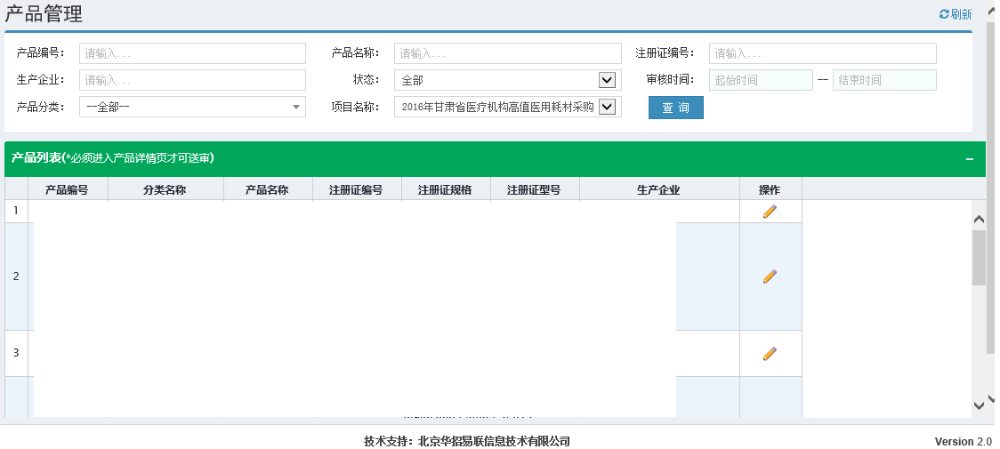 产品管理 刷新
产品编号： 请输入... 产品名称： 请输入... 注册证编号： 请输入...
生产企业： 请输入... 状态： 全部 审核时间： 起始时间 -- 结束时间
产品分类： --全部-- 项目名称： 2016年甘肃省医疗机构高值医用耗材采购 查 询
产品列表(*必须进入产品详情页才可送审)
产品编号 分类名称 产品名称 注册证编号 注册证规格 注册证型号 生产企业 操作
1
2
3
技术支持：北京华招易联信息技术有限公司 Version 2.0